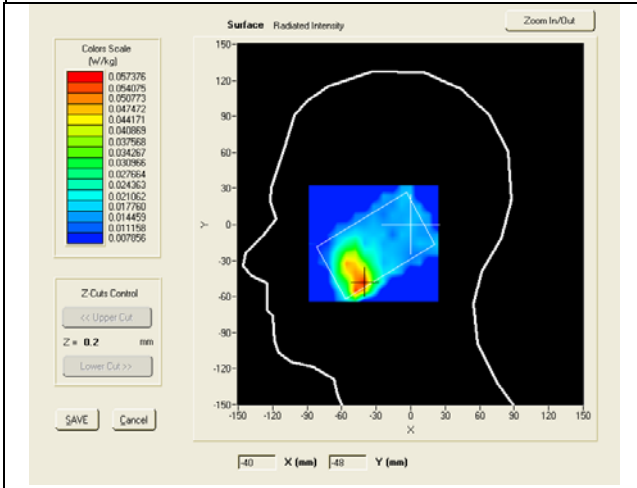 Surface Radiated Intensity
Zoom In/Out
Colors Scale
(W/kg)
0.057376
0.054075
0.050773
0.047472
0.044171
0.040869
0.037568
0.034267
0.030966
0.027664
0.024363
0.021062
0.017760
0.014459
0.011158
0.007856
Z-Cuts Control
<< Upper Cut
Z = 0.2 mm
Lower Cut >>
SAVE Cancel
Y
150
120
90
60
30
0
-30
-60
-90
-120
-150
-150 -120 -90 -60 -30 0 30 60 90 120 150
X
-40 X (mm) -48 Y (mm)